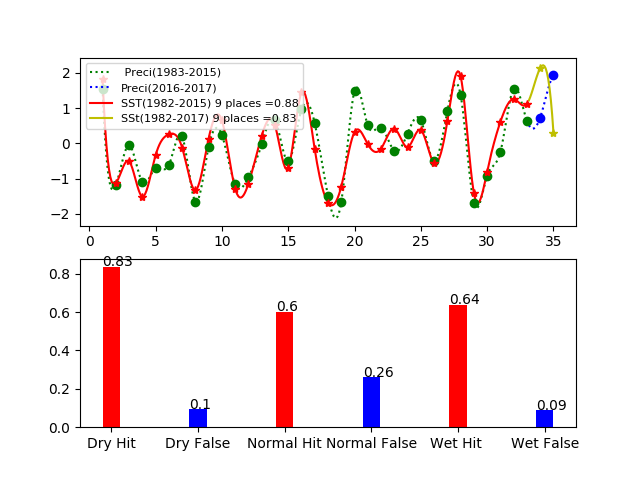 2
1
0
−1
−2
Preci(1983-2015)
Preci(2016-2017)
SST(1982-2015) 9 places =0.88
SSt(1982-2017) 9 places =0.83
0 5 10 15 20 25 30 35
0.8
0.6
0.4
0.2
0.0
0.83
0.1
0.6
0.26
0.64
0.09
Dry Hit Dry False Normal Hit Normal False Wet Hit Wet False